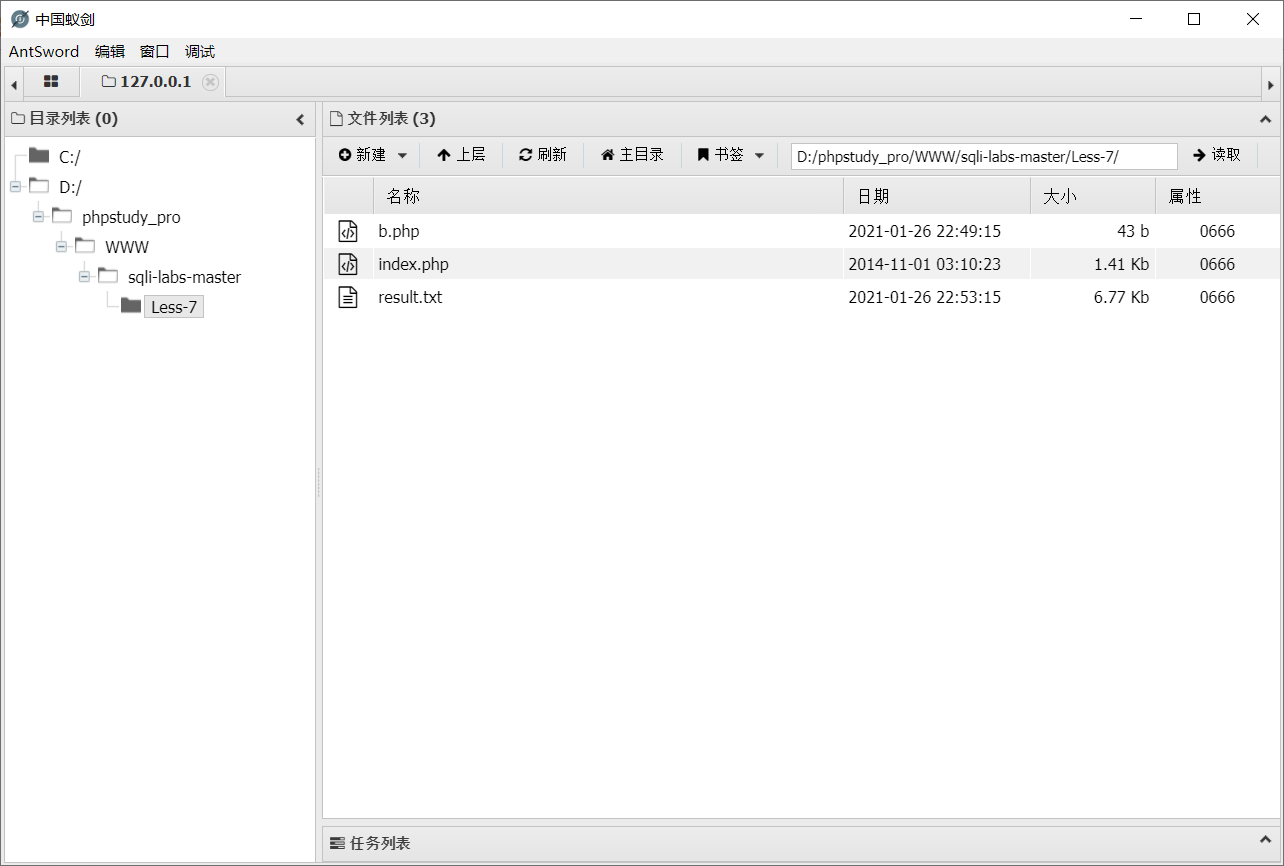 中国蚁剑
AntSword 编辑 窗口 调试
127.0.0.1
目录列表 (0)
C:/
D:/
phpstudy_pro
WWW
sqli-labs-master
Less-7
文件列表 (3)
新建 上层 刷新 主目录 书签 D:/phpstudy_pro/WWW/sqli-labs-master/Less-7/ 读取
名称 日期 大小 属性
b.php 2021-01-26 22:49:15 43 b 0666
index.php 2014-11-01 03:10:23 1.41 Kb 0666
result.txt 2021-01-26 22:53:15 6.77 Kb 0666
任务列表